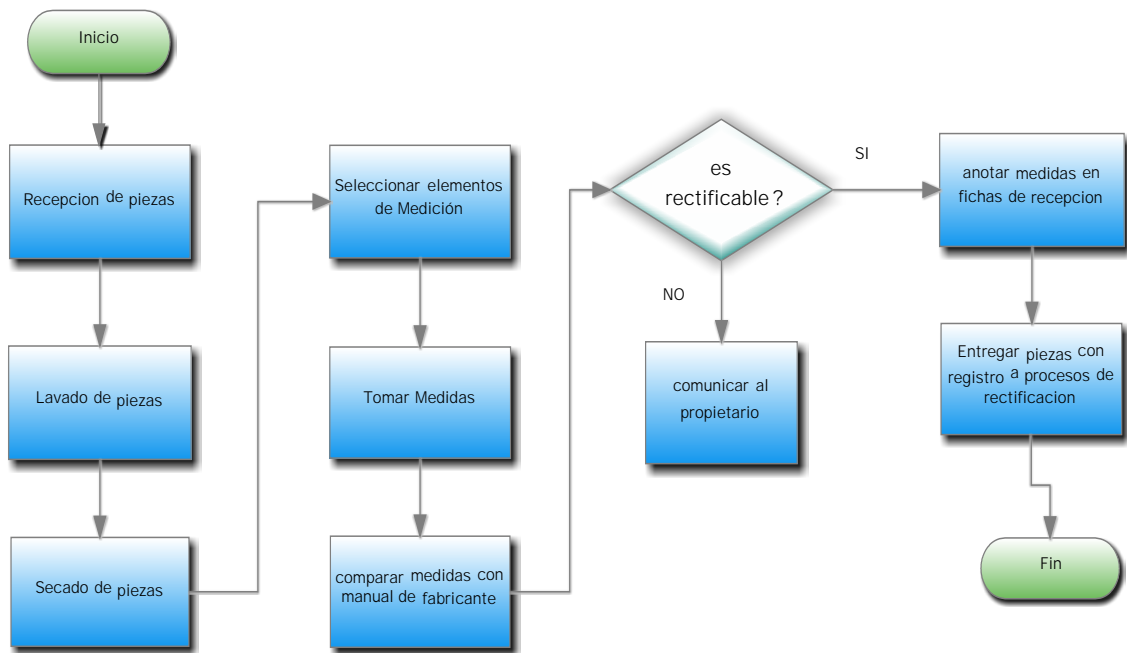 Inicio
Recepcion de piezas
Lavado de piezas
Secado de piezas
Seleccionar elementos
de Medición
Tomar Medidas
comparar medidas con
manual de fabricante
es
rectificable ?
NO
comunicar al
propietario
SI
anotar medidas en
fichas de recepcion
Entregar piezas con
registro a procesos de
rectificacion
Fin